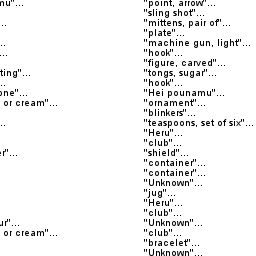 mu"... "point, arrow"...
"sling shot"...
... "mittens, pair of"...
"plate"...
... "machine gun, light"...
... "hook"...
"figure, carved"...
ting"... "tongs, sugar"...
... "hook"...
one"... "Hei pounamu"...
or cream"... "ornament"...
"blinkers"...
... "teaspoons, set of six"...
"Heru"...
"club"...
r"... "shield"...
"container"...
"container"...
"Unknown"...
"jug"...
"Heru"...
"club"...
ur"... "Unknown"...
or cream"... "club"...
"bracelet"...
"Unknown"...